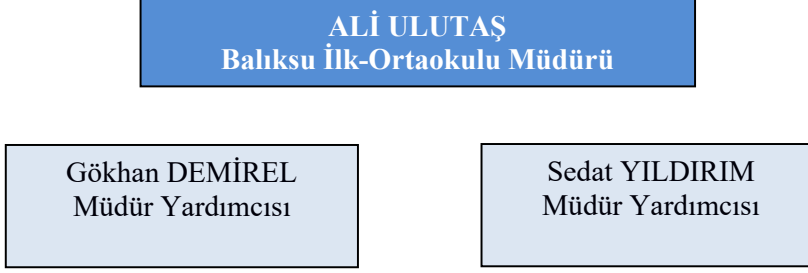 ALİ ULUTAŞ
Balıksu İlk-Ortaokulu Müdürü
Gökhan DEMİREL
Müdür Yardımcısı
Sedat YILDIRIM
Müdür Yardımcısı